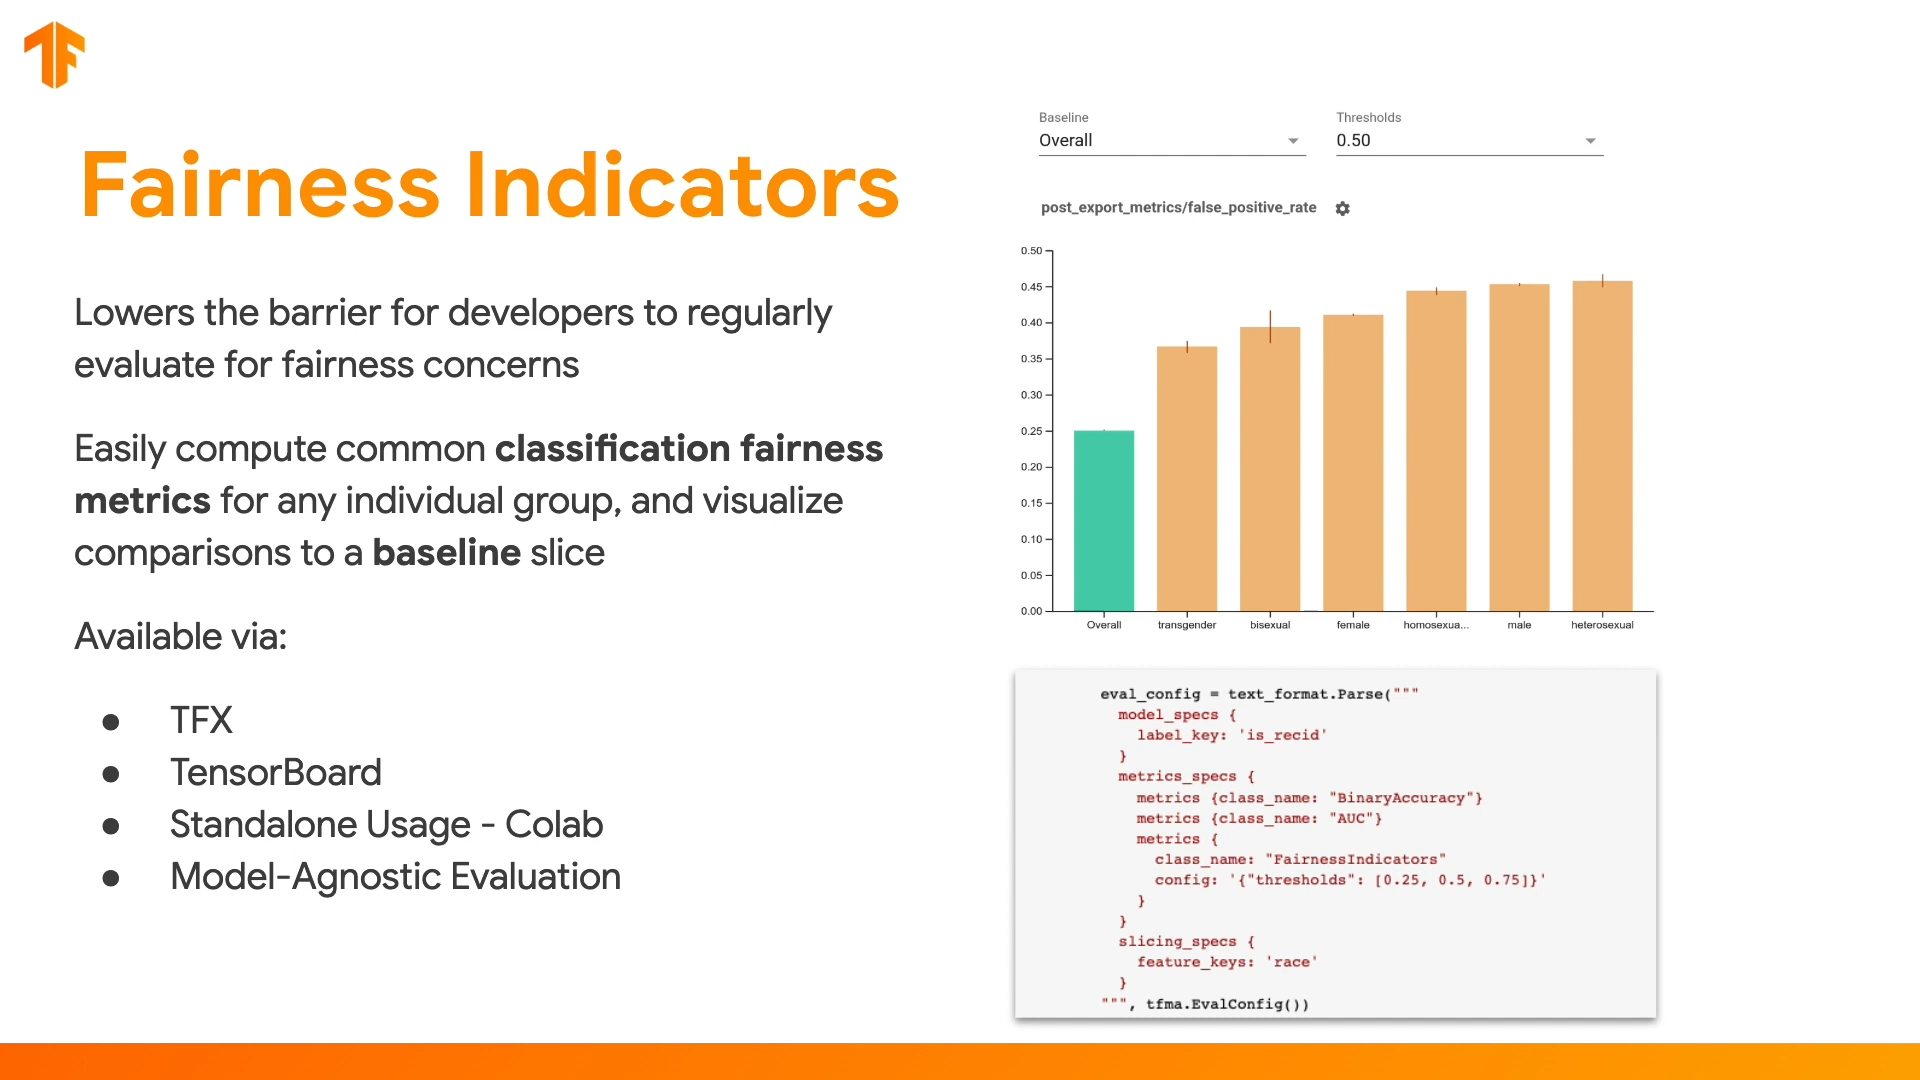 Fairness Indicators
Lowers the barrier for developers to regularly
evaluate for fairness concerns
Easily compute common classification fairness
metrics for any individual group, and visualize
comparisons to a baseline slice
Available via:
● TFX
● TensorBoard
● Standalone Usage - Colab
● Model-Agnostic Evaluation
Baseline
Overall
Thresholds
0.50
post_export_metrics/false_positive_rate
0.50
0.45
0.40
0.35
0.30
0.25
0.20
0.15
0.10
0.05
0.00
Overall transgender bisexual female homosexua... male heterosexual
eval_config = text_format.Parse("""
model_specs {
label_key: 'is_recid'
}
metrics_specs {
metrics {class_name: "BinaryAccuracy"}
metrics {class_name: "AUC"}
metrics {
class_name: "FairnessIndicators"
config: '{"thresholds": [0.25, 0.5, 0.75]}'
}
}
slicing_specs {
feature_keys: 'race'
}
""", tfma.EvalConfig())